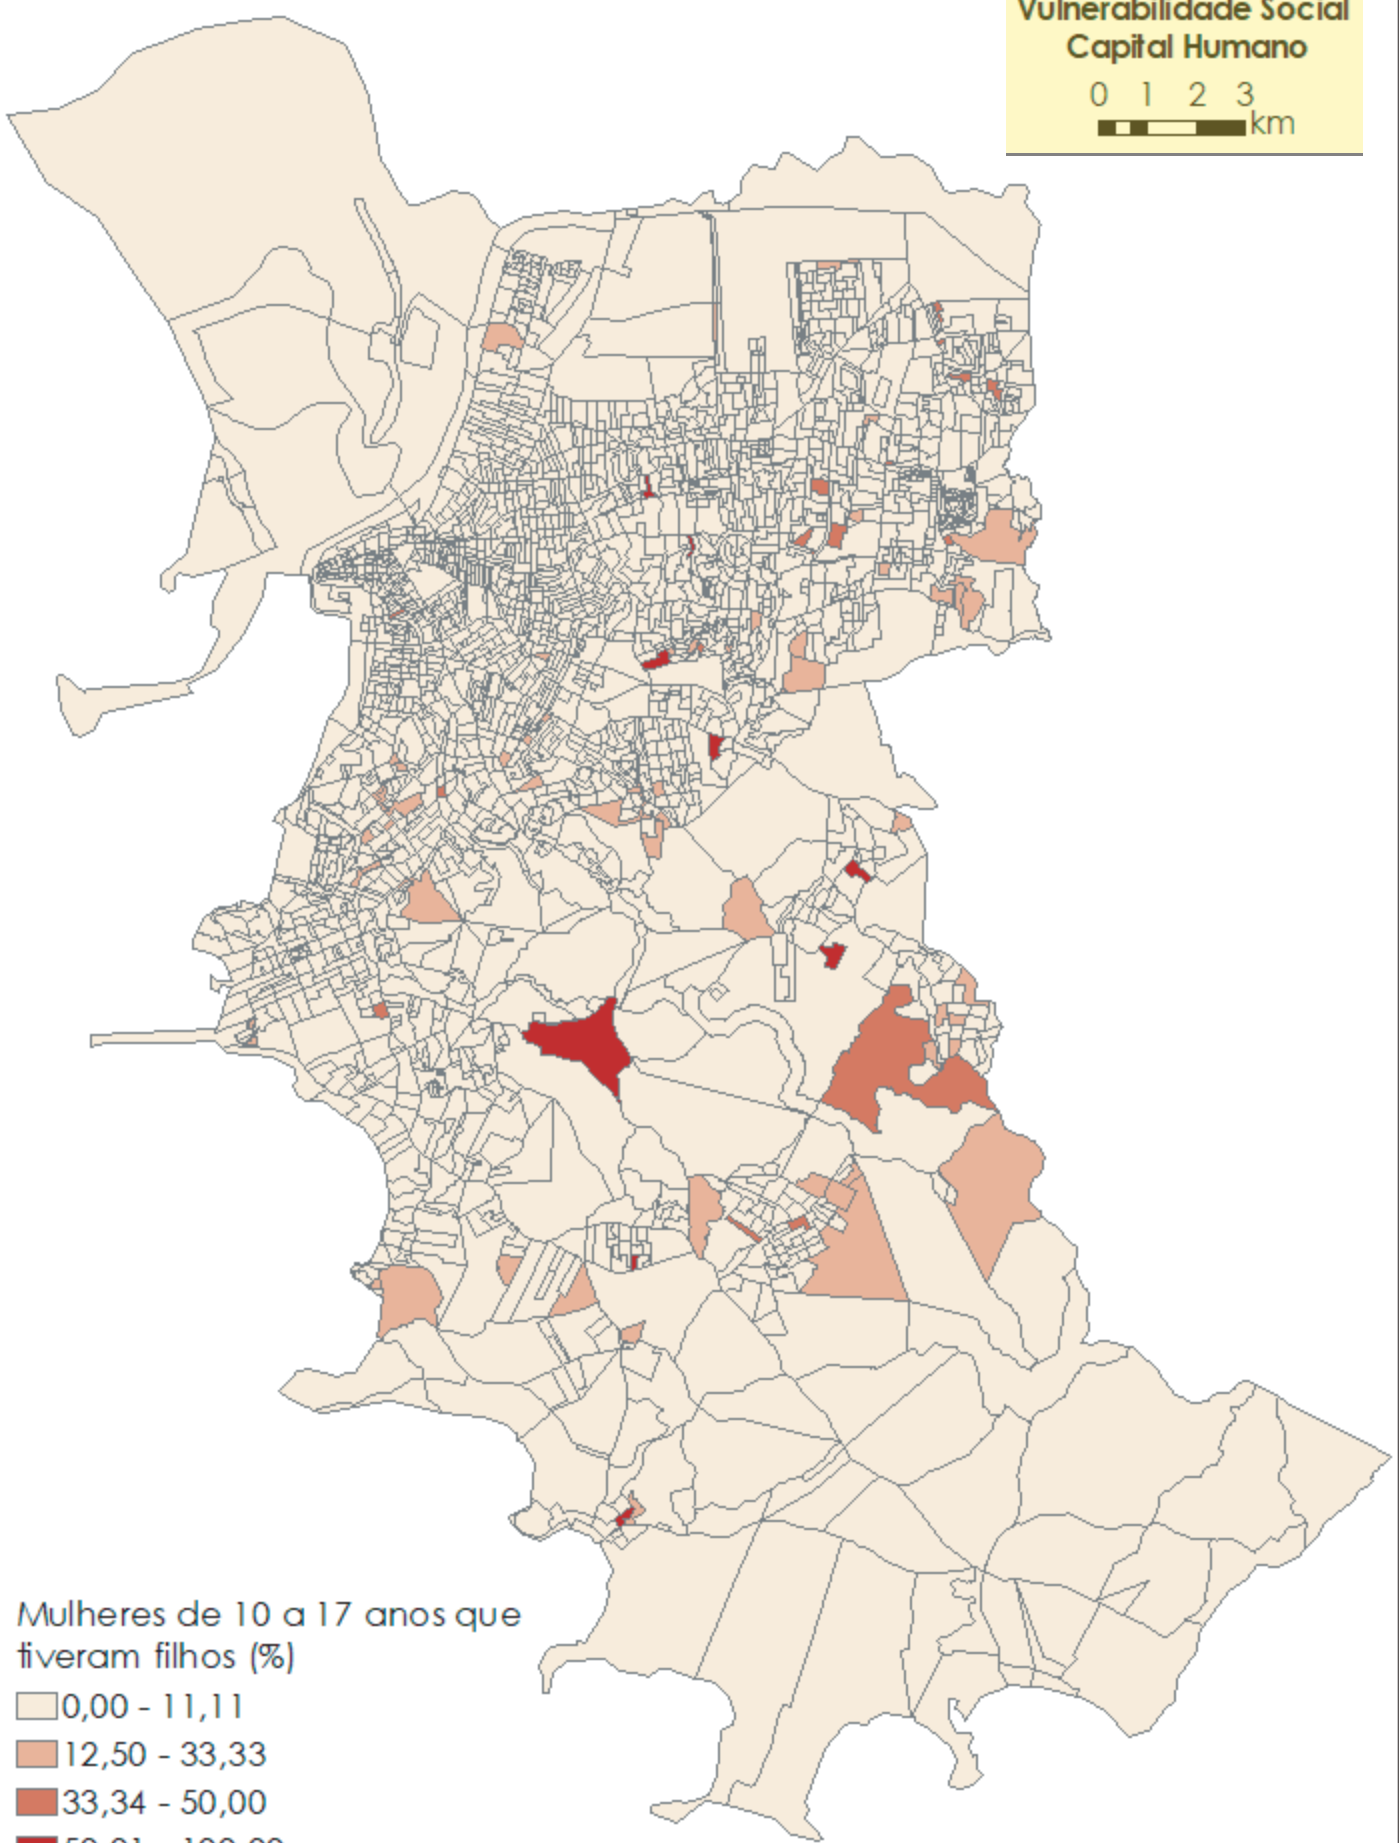 Vulnerabilidade Social
Capital Humano
0 1 2 3
km
Mulheres de 10 a 17 anos que
tiveram filhos (%)
0,00 - 11,11
12,50 - 33,33
33,34 - 50,00